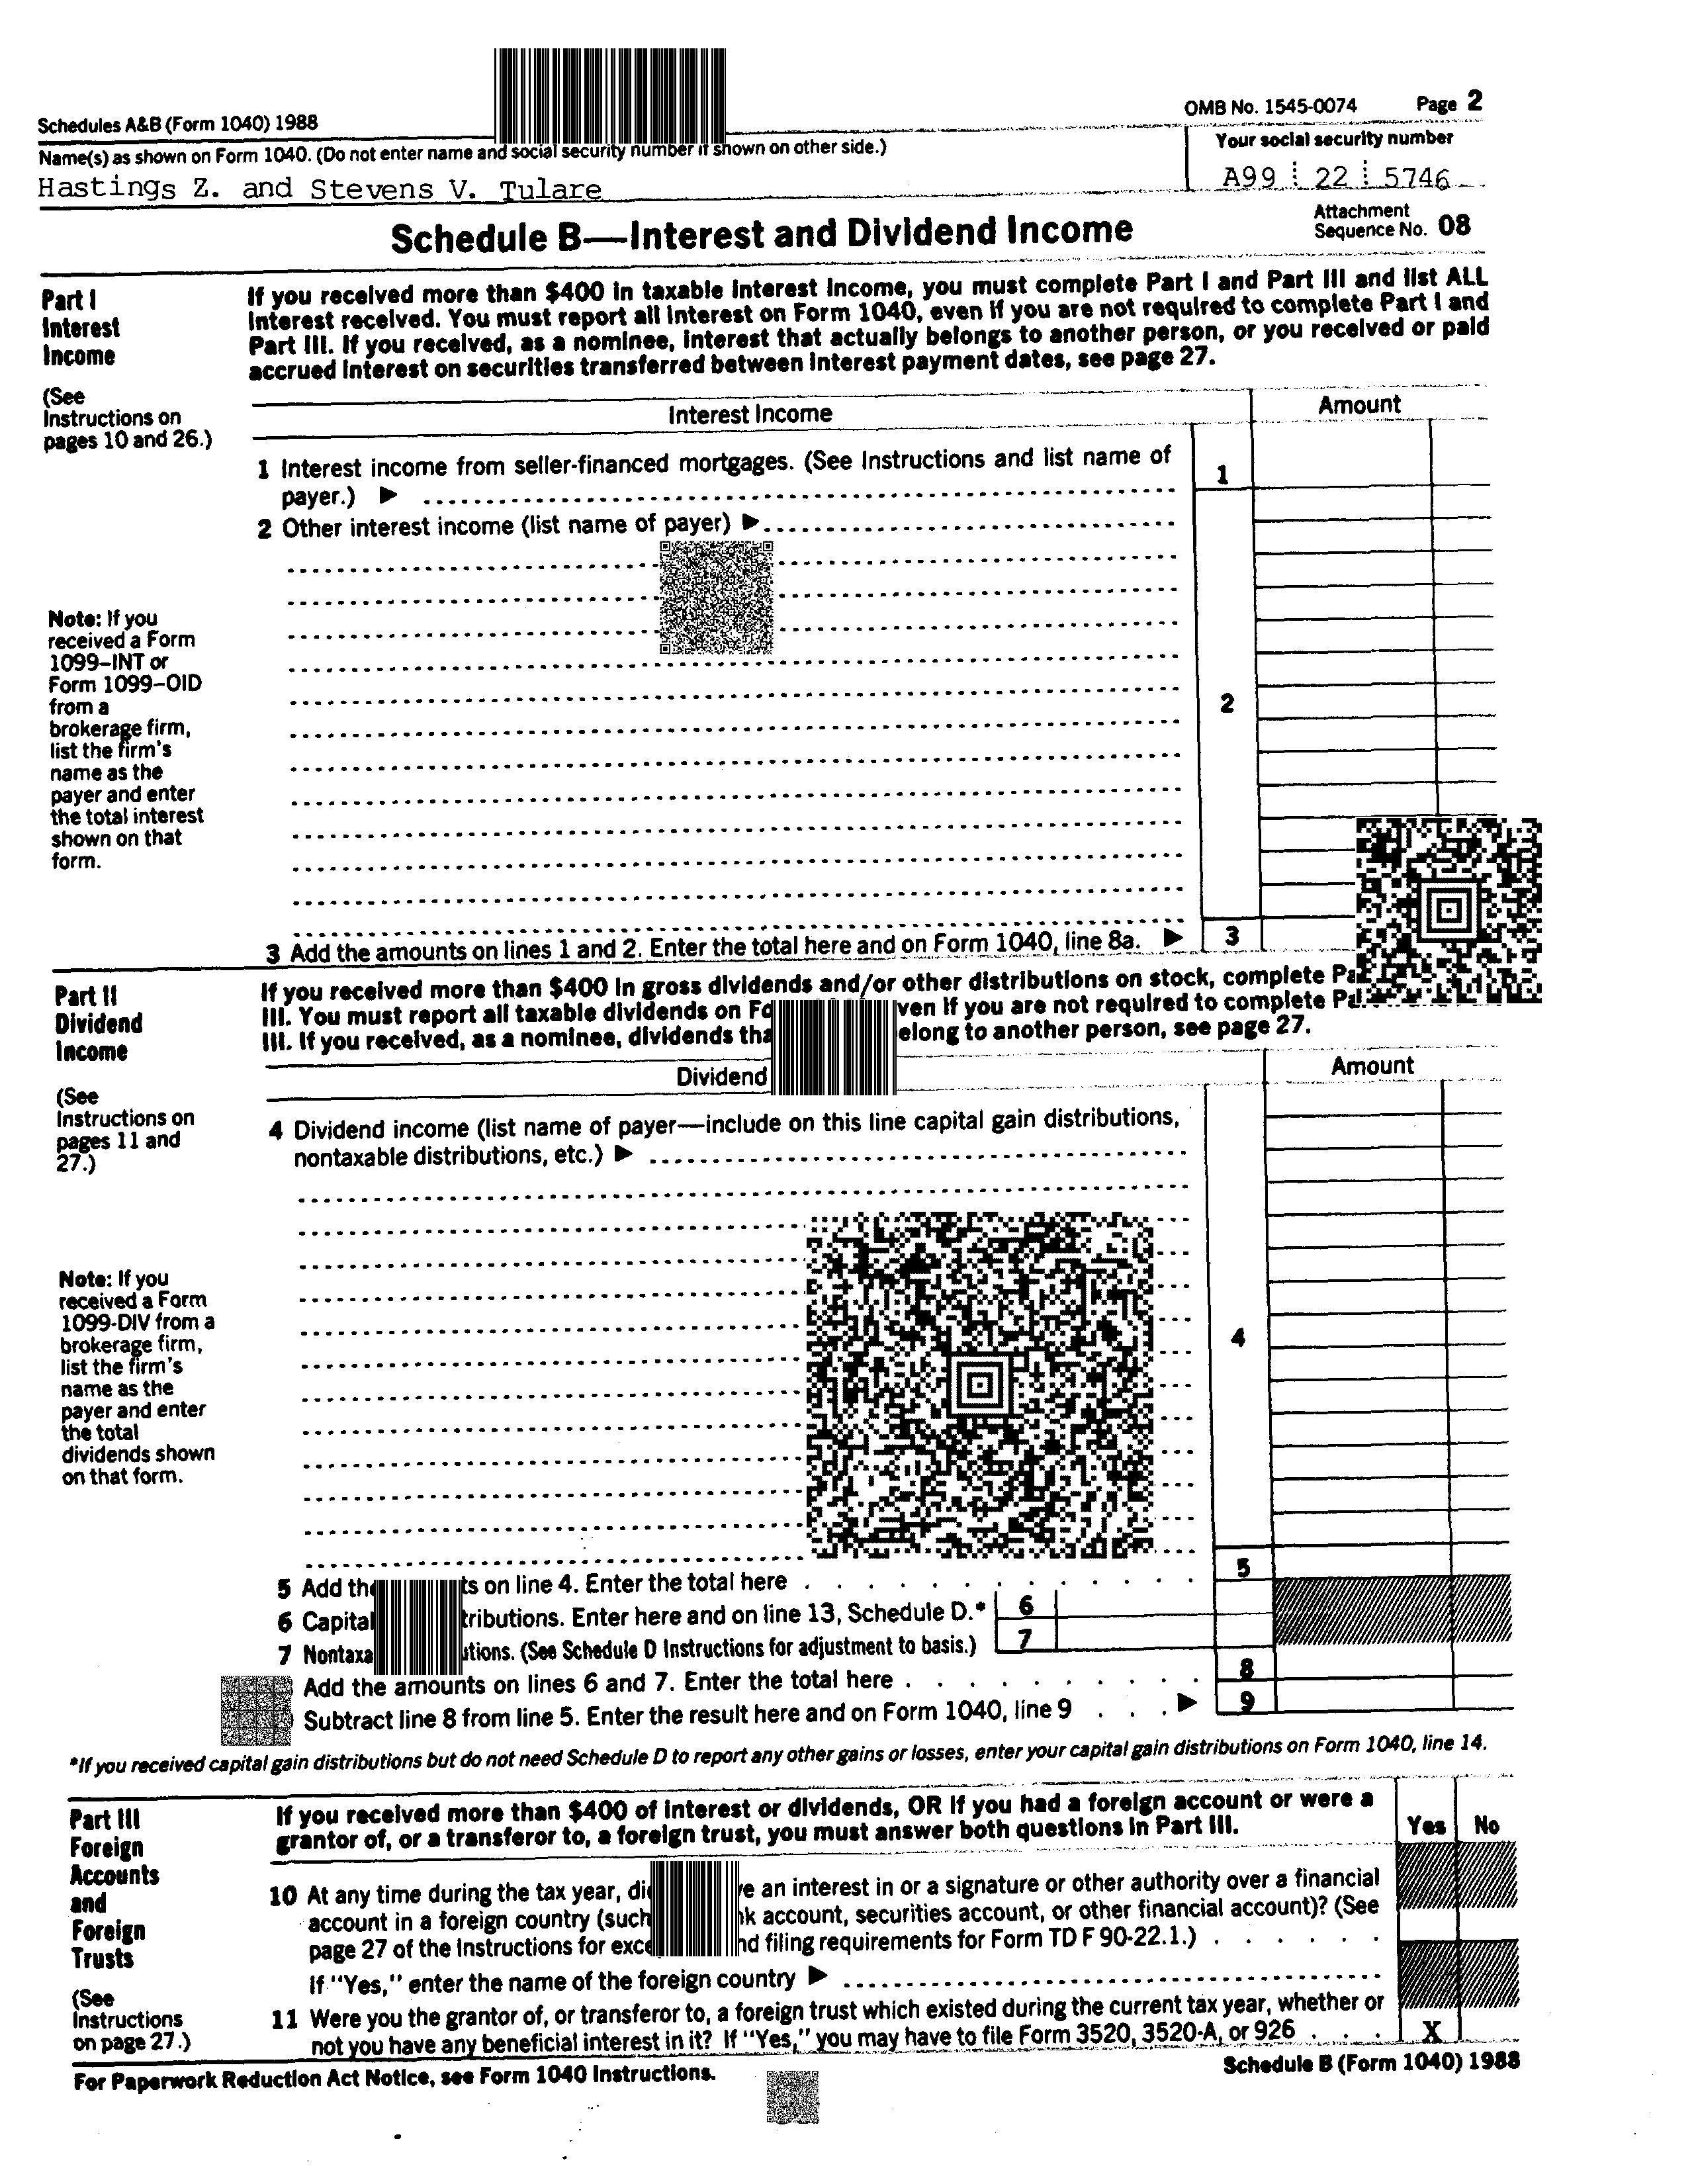 Schedules A&B (Form 1040) 1988
OMB No. 1545-0074 Page 2
Name(s) as shown on Form 1040. (Do not enter name and social security number if shown on other side.)
Your social security number
Hastings Z. and Stevens V. Tulare
A99 22 5746
Schedule B—Interest and Dividend Income
Attachment
Sequence No. 08
Part I
Interest
Income
(See
Instructions on
pages 10 and 26.)
If you received more than $400 in taxable interest income, you must complete Part I and Part III and list ALL
interest received. You must report all interest on Form 1040, even if you are not required to complete Part I and
Part III. If you received, as a nominee, interest that actually belongs to another person, or you received or paid
accrued interest on securities transferred between interest payment dates, see page 27.
Interest Income
Amount
1 Interest income from seller-financed mortgages. (See Instructions and list name of
payer.) ▶
1
2 Other interest income (list name of payer) ▶
Note: If you
received a Form
1099–INT or
Form 1099–OID
from a
brokerage firm,
list the firm's
name as the
payer and enter
the total interest
shown on that
form.
2
3 Add the amounts on lines 1 and 2. Enter the total here and on Form 1040, line 8a. ▶ 3
Part II
Dividend
Income
(See
Instructions on
pages 11 and
27.)
If you received more than $400 in gross dividends and/or other distributions on stock, complete
III. You must report all taxable dividends on if you are not required to complete
III. If you received, as a nominee, dividends to another person, see page 27.
Dividend
Amount
4 Dividend income (list name of payer—include on this line capital gain distributions,
nontaxable distributions, etc.) ▶
Note: If you
received a Form
1099-DIV from a
brokerage firm,
list the firm's
name as the
payer and enter
the total
dividends shown
on that form.
4
5 Add on line 4. Enter the total here 5
6 Capital Enter here and on line 13, Schedule D.* 6
7 (See Schedule D Instructions for adjustment to basis.) 7
Add the amounts on lines 6 and 7. Enter the total here 8
Subtract line 8 from line 5. Enter the result here and on Form 1040, line 9 ▶ 9
*If you received capital gain distributions but do not need Schedule D to report any other gains or losses, enter your capital gain distributions on Form 1040, line 14.
Part III
Foreign
Accounts
and
Foreign
Trusts
(See
Instructions
on page 27.)
If you received more than $400 of interest or dividends, OR if you had a foreign account or were a
grantor of, or a transferor to, a foreign trust, you must answer both questions in Part III.
Yes No
10 At any time during the tax year, an interest in or a signature or other authority over a financial
account in a foreign country (such account, securities account, or other financial account)? (See
page 27 of the Instructions for filing requirements for Form TD F 90-22.1.)
If "Yes," enter the name of the foreign country ▶
11 Were you the grantor of, or transferor to, a foreign trust which existed during the current tax year, whether or
not you have any beneficial interest in it? If "Yes," you may have to file Form 3520, 3520-A, or 926 X
For Paperwork Reduction Act Notice, see Form 1040 Instructions.
Schedule B (Form 1040) 1988